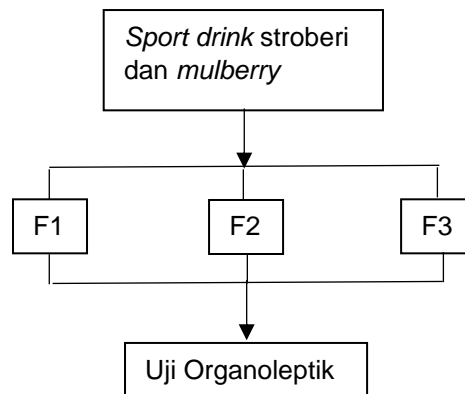 Sport drink stroberi
dan mulberry
F1
F2
F3
Uji Organoleptik